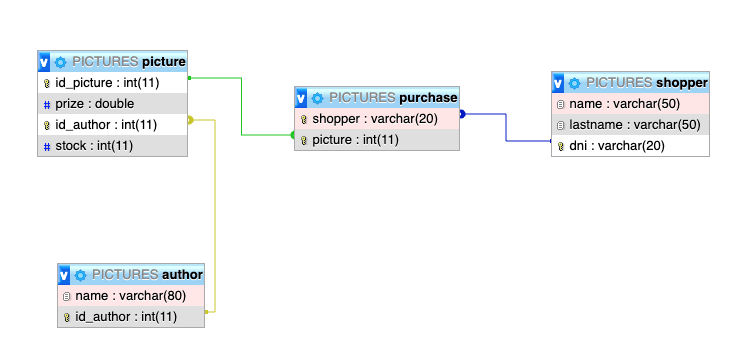 v PICTURES picture
id_picture : int(11)
# prize : double
id_author : int(11)
# stock : int(11)
v PICTURES purchase
shopper : varchar(20)
picture : int(11)
v PICTURES shopper
name : varchar(50)
lastname : varchar(50)
dni : varchar(20)
v PICTURES author
name : varchar(80)
id_author : int(11)